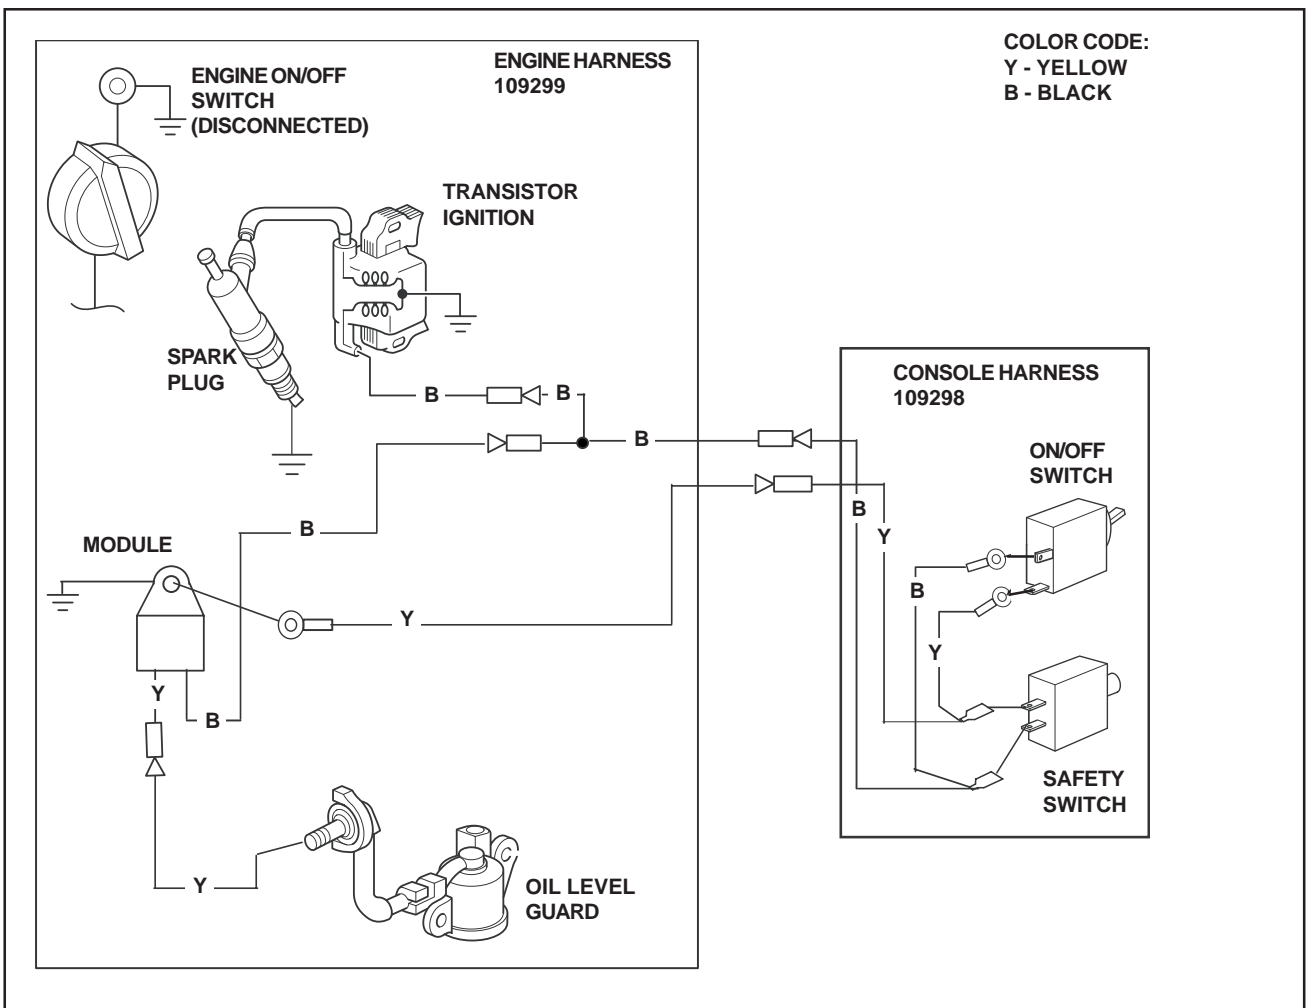 COLOR CODE:
Y - YELLOW
B - BLACK
ENGINE HARNESS
109299
ENGINE ON/OFF
SWITCH
(DISCONNECTED)
TRANSISTOR
IGNITION
SPARK
PLUG
B
B
B
B
MODULE
Y
Y
B
Y
OIL LEVEL
GUARD
CONSOLE HARNESS
109298
ON/OFF
SWITCH
B
Y
B
Y
SAFETY
SWITCH